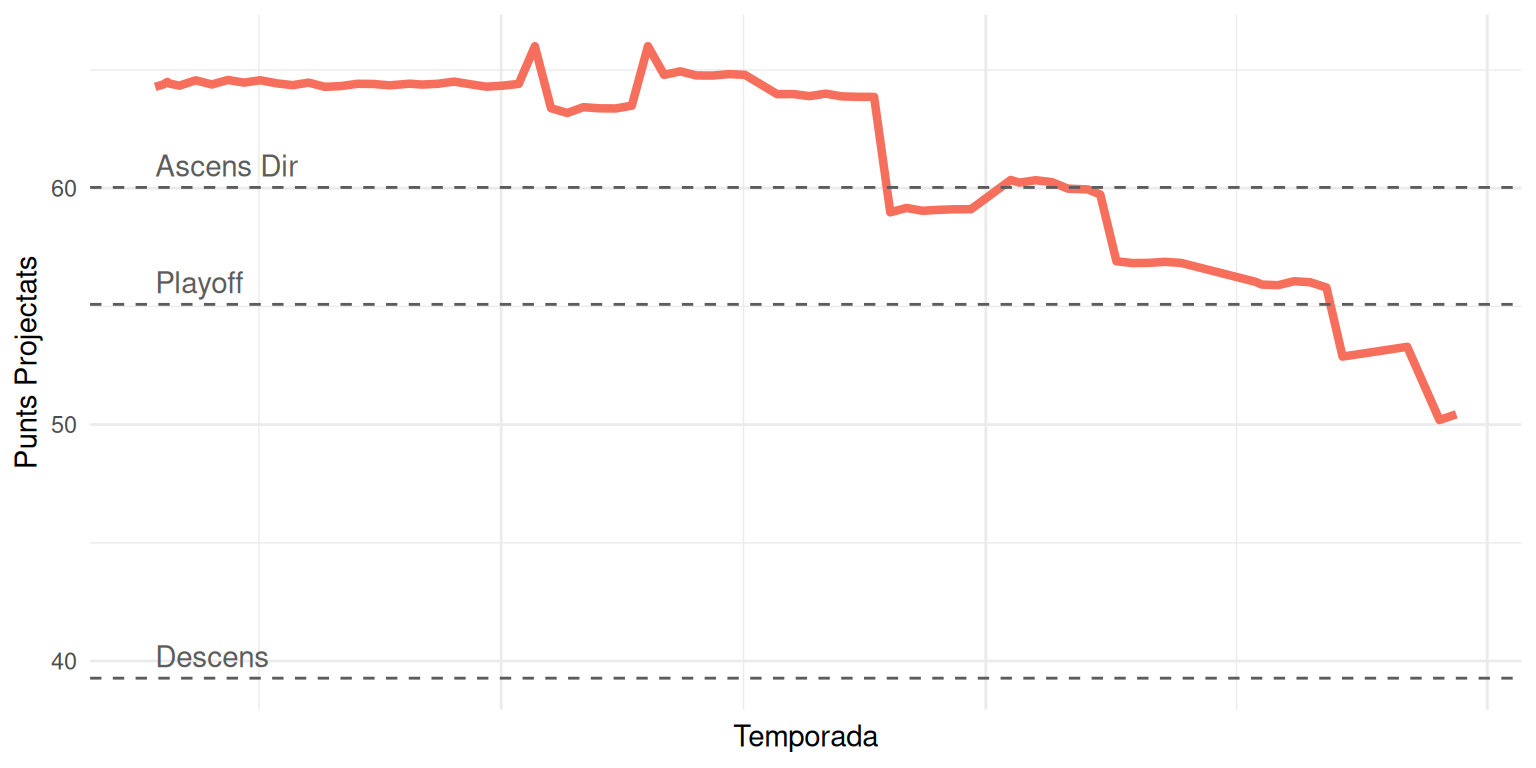 Ascens Dir
60
Playoff
Punts Projectats
50
Descens
40
Temporada